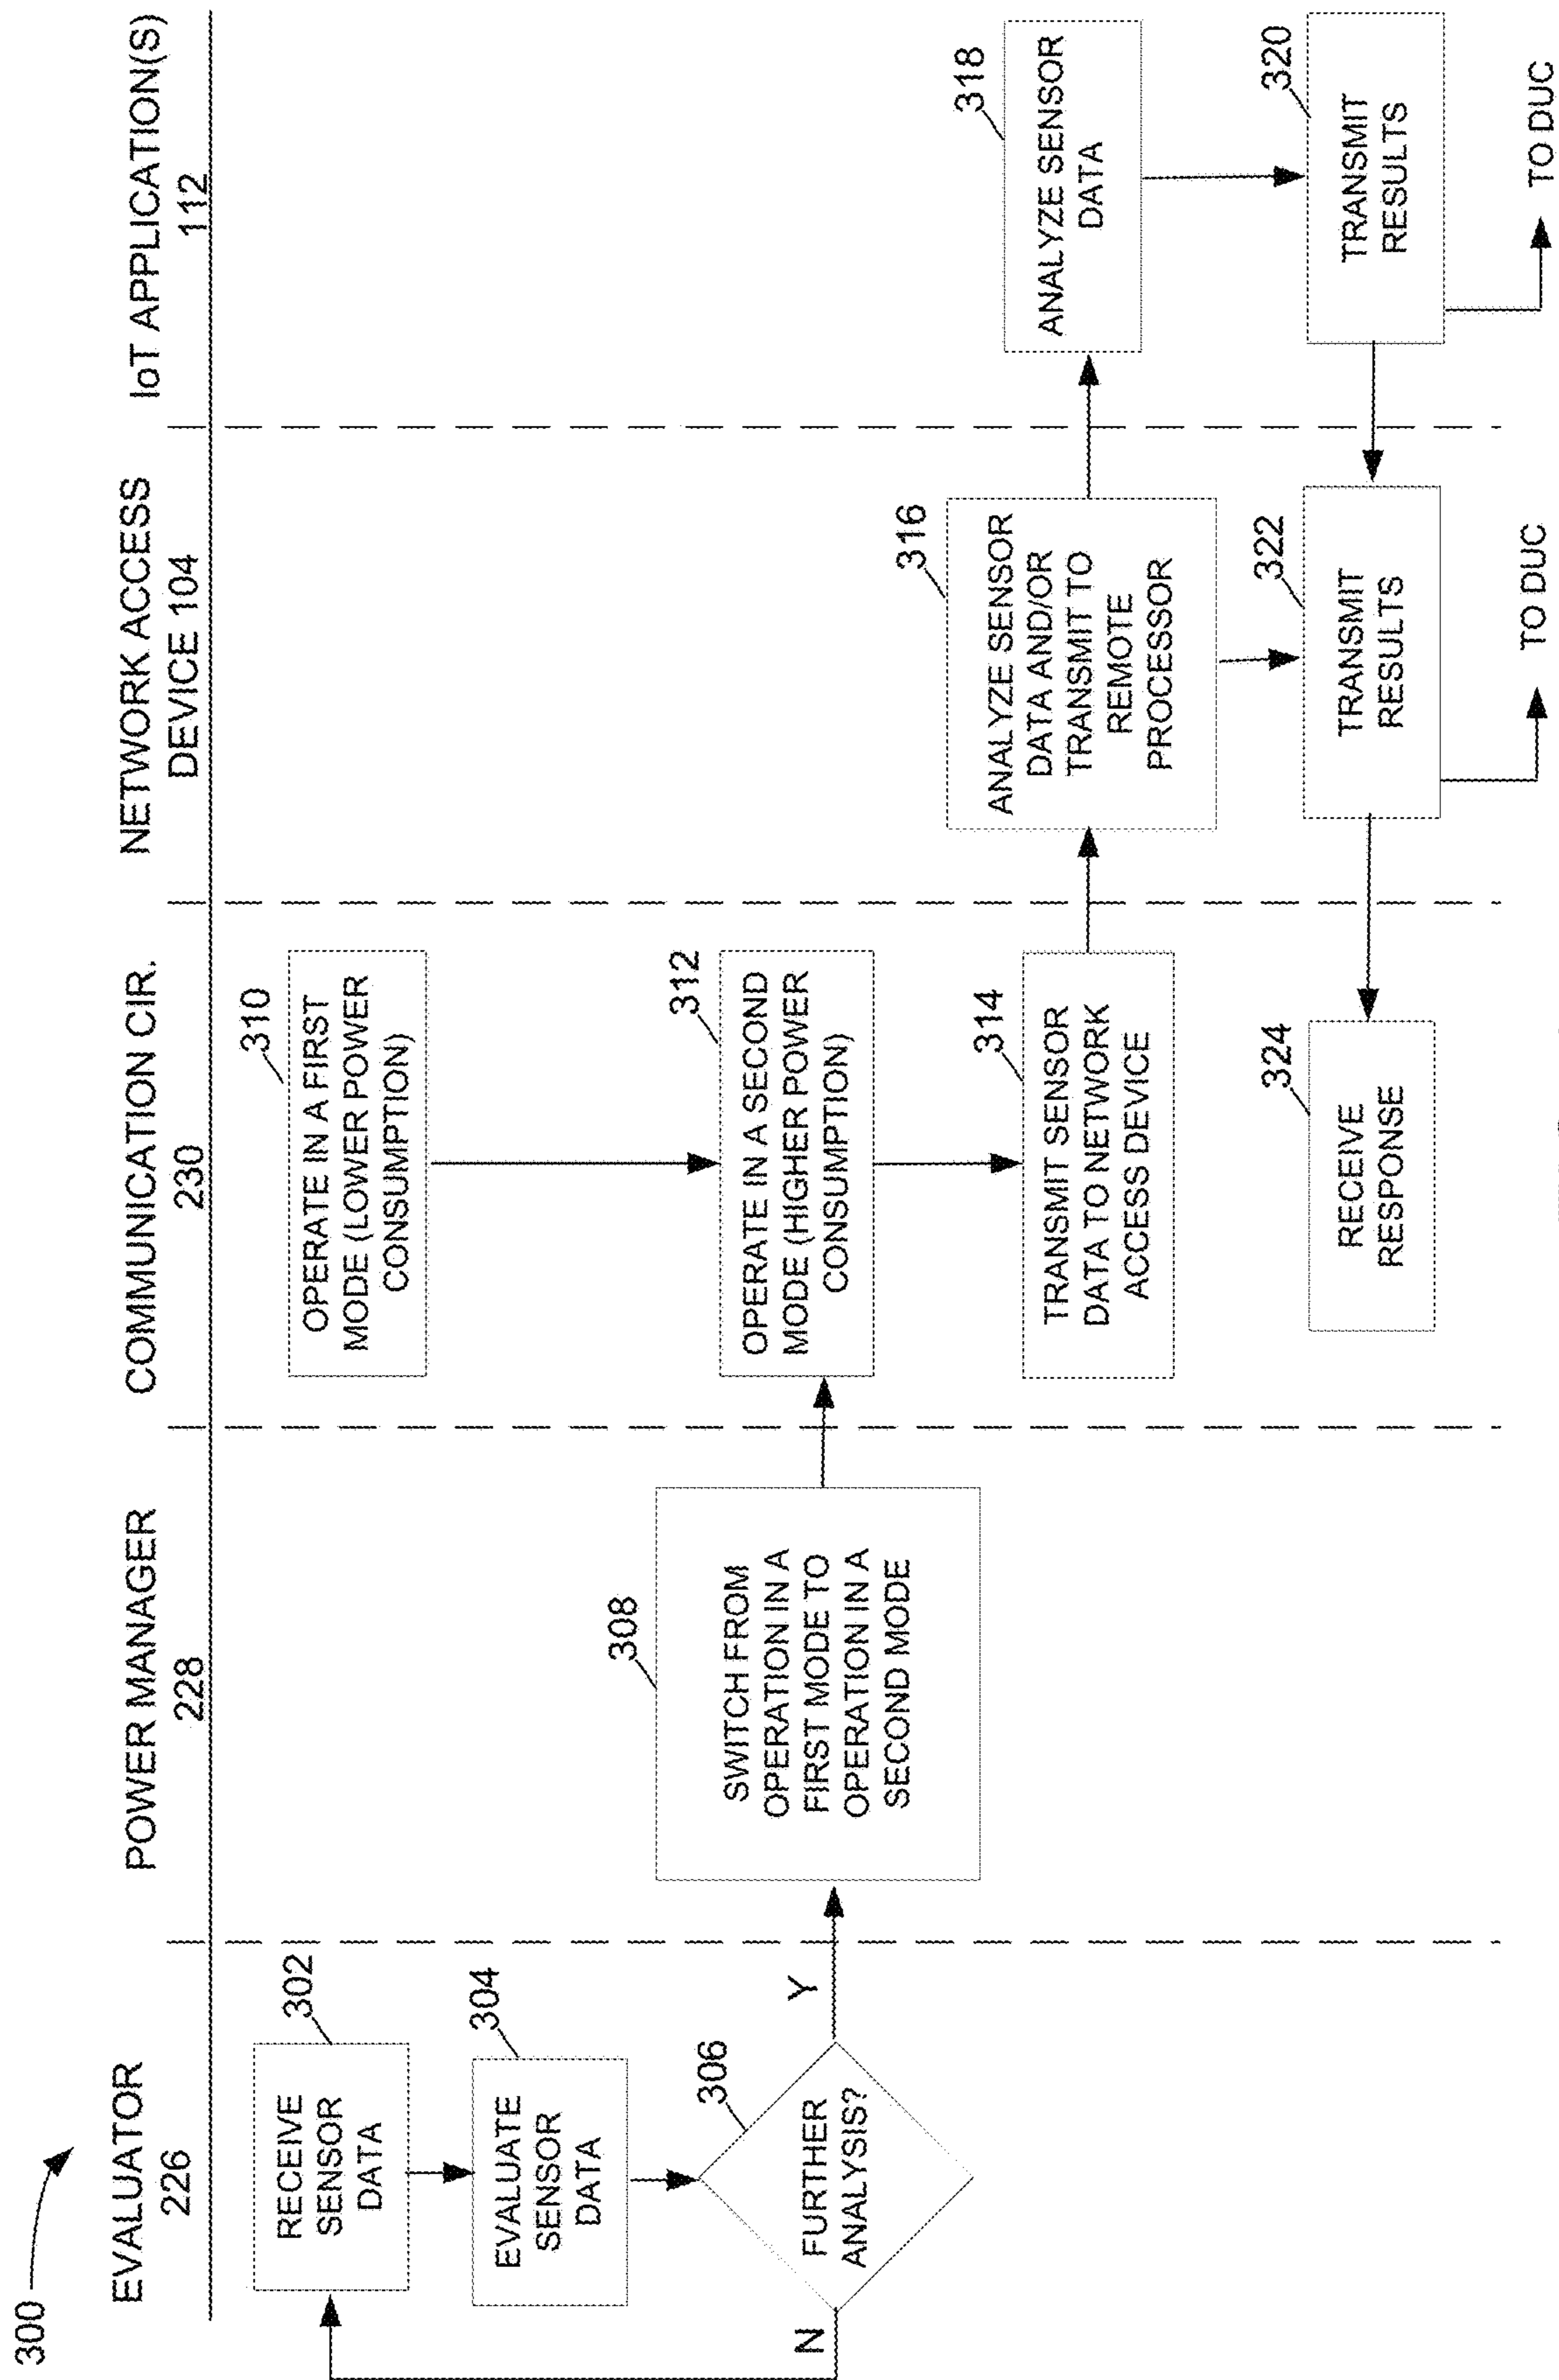 300
EVALUATOR
226
POWER MANAGER
228
COMMUNICATION CIR.
230
NETWORK ACCESS
DEVICE 104
IoT APPLICATION(S)
112
302
RECEIVE
SENSOR
DATA
304
EVALUATE
SENSOR
DATA
306
FURTHER
ANALYSIS?
N
Y
308
SWITCH FROM
OPERATION IN A
FIRST MODE TO
OPERATION IN A
SECOND MODE
310
OPERATE IN A FIRST
MODE (LOWER POWER
CONSUMPTION)
312
OPERATE IN A SECOND
MODE (HIGHER POWER
CONSUMPTION)
314
TRANSMIT SENSOR
DATA TO NETWORK
ACCESS DEVICE
316
ANALYZE SENSOR
DATA AND/OR
TRANSMIT TO
REMOTE
PROCESSOR
318
ANALYZE SENSOR
DATA
320
TRANSMIT
RESULTS
TO DUC
322
TRANSMIT
RESULTS
TO DUC
324
RECEIVE
RESPONSE